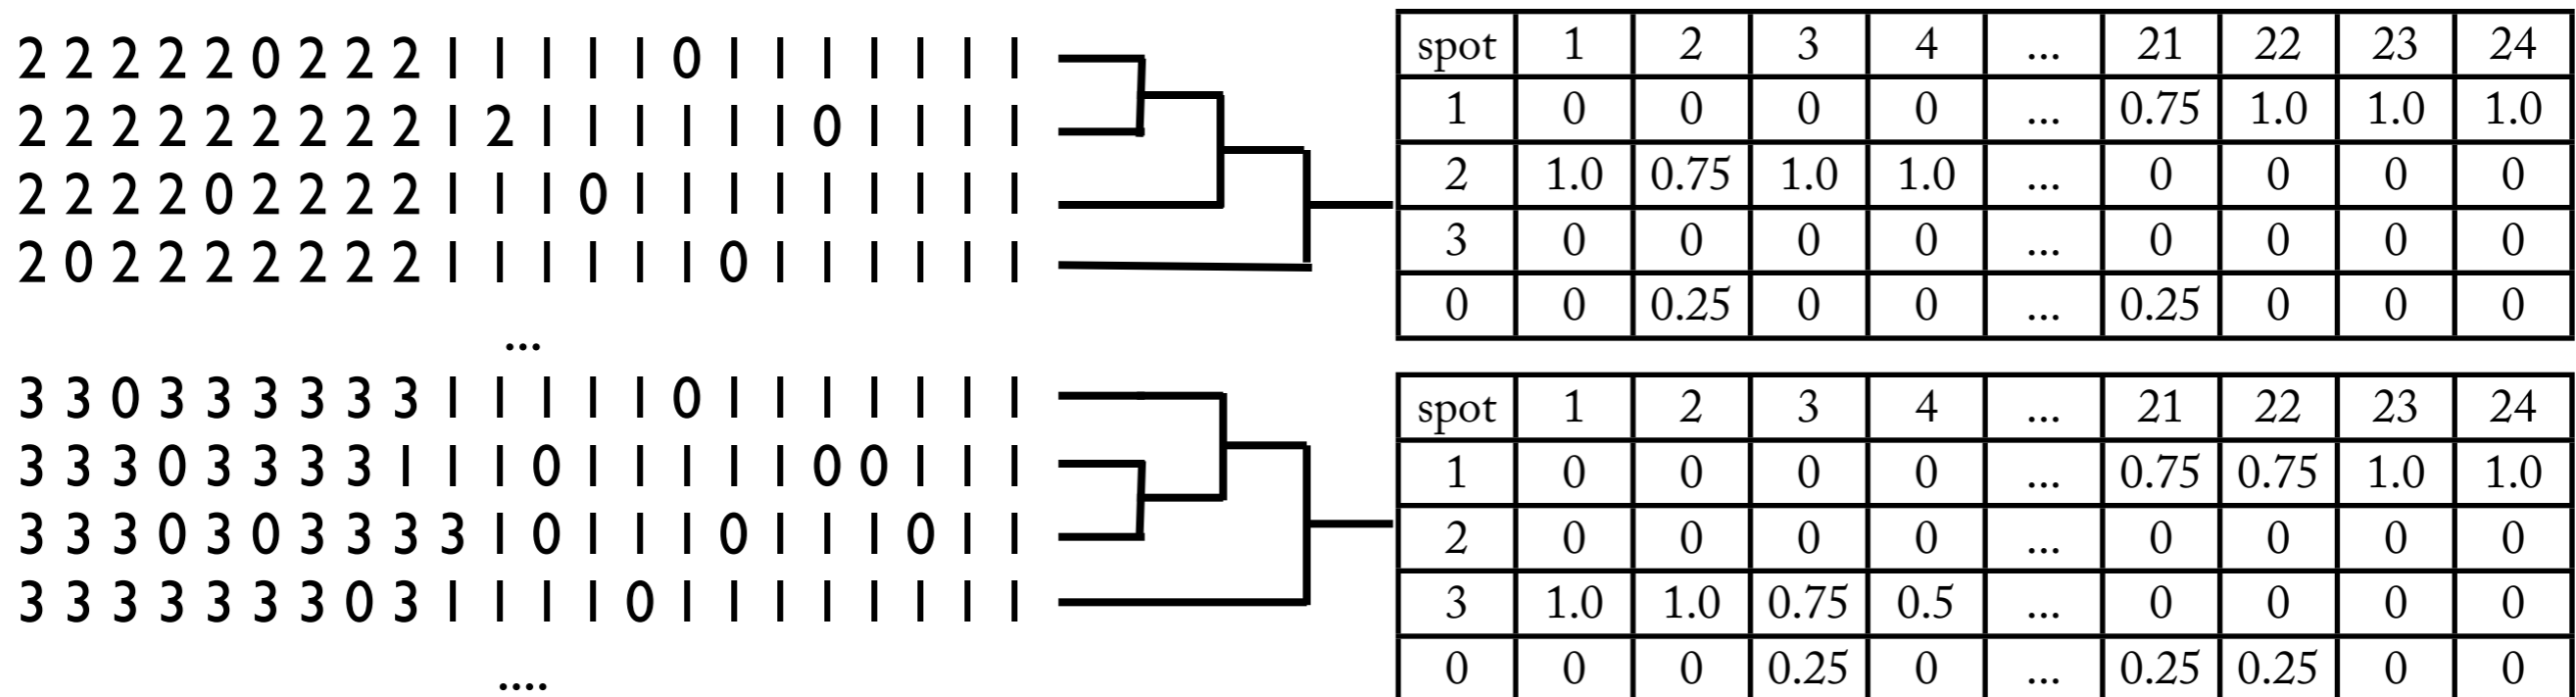 2 2 2 2 2 0 2 2 2 1 1 1 1 1 0 1 1 1 1 1 1 1
2 2 2 2 2 2 2 2 2 1 2 1 1 1 1 1 1 0 1 1 1 1
2 2 2 2 0 2 2 2 2 1 1 1 0 1 1 1 1 1 1 1 1 1
2 0 2 2 2 2 2 2 2 1 1 1 1 1 1 0 1 1 1 1 1 1
...
spot 1 2 3 4 ... 21 22 23 24
1 0 0 0 0 ... 0.75 1.0 1.0 1.0
2 1.0 0.75 1.0 1.0 ... 0 0 0 0
3 0 0 0 0 ... 0 0 0 0
0 0 0.25 0 0 ... 0.25 0 0 0
3 3 0 3 3 3 3 3 3 1 1 1 1 1 0 1 1 1 1 1 1 1
3 3 3 0 3 3 3 3 1 1 1 0 1 1 1 1 1 0 0 1 1 1
3 3 3 0 3 0 3 3 3 3 1 0 1 1 1 0 1 1 1 0 1 1
3 3 3 3 3 3 3 0 3 1 1 1 1 0 1 1 1 1 1 1 1 1
....
spot 1 2 3 4 ... 21 22 23 24
1 0 0 0 0 ... 0.75 0.75 1.0 1.0
2 0 0 0 0 ... 0 0 0 0
3 1.0 1.0 0.75 0.5 ... 0 0 0 0
0 0 0 0.25 0 ... 0.25 0.25 0 0